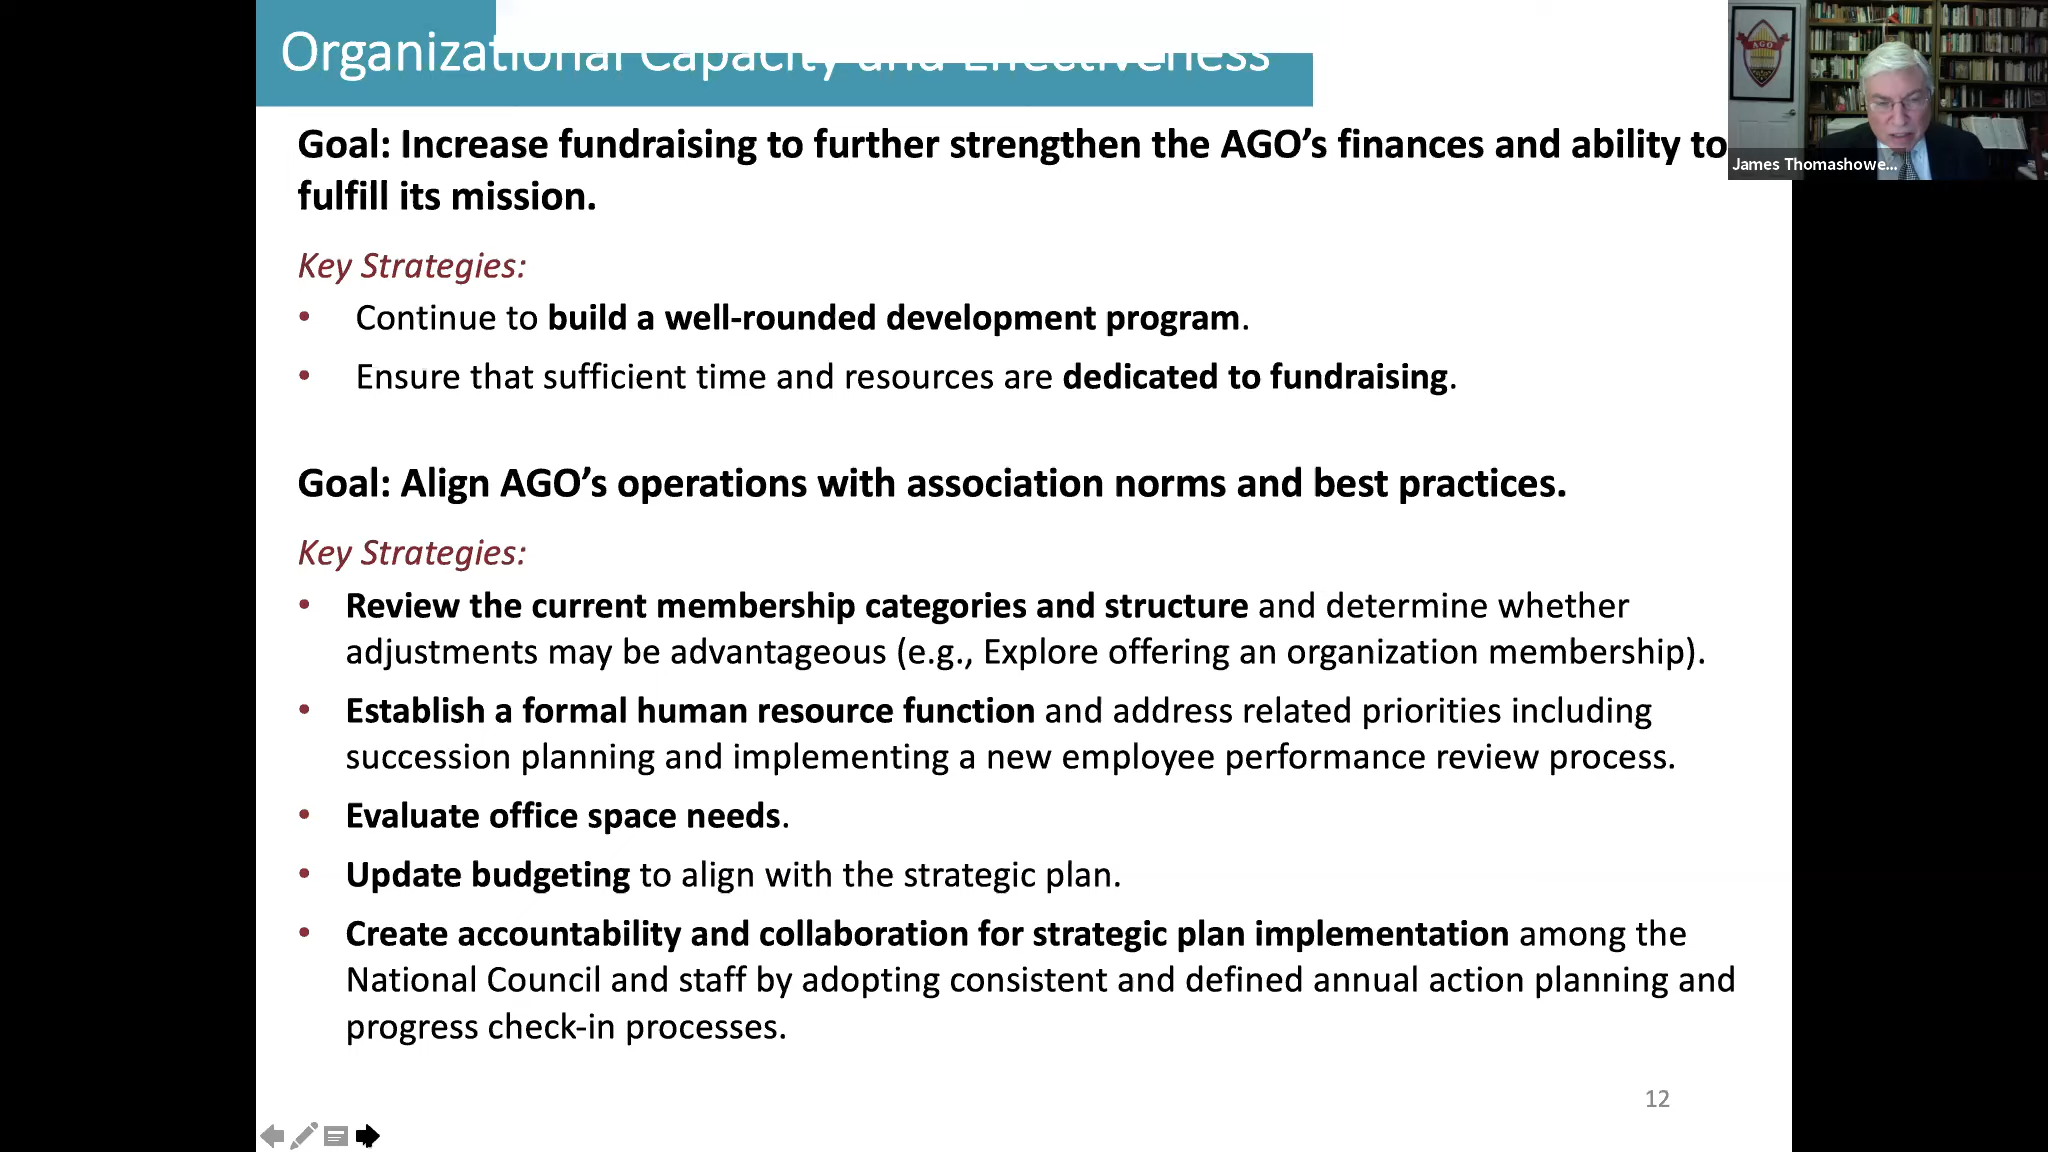 Organizational Capacity and Effectiveness
AGO
Goal: Increase fundraising to further strengthen the AGO’s finances and ability to
James Thomashowe...
fulfill its mission.
Key Strategies:
• Continue to build a well-rounded development program.
• Ensure that sufficient time and resources are dedicated to fundraising.
Goal: Align AGO’s operations with association norms and best practices.
Key Strategies:
• Review the current membership categories and structure and determine whether
adjustments may be advantageous (e.g., Explore offering an organization membership).
• Establish a formal human resource function and address related priorities including
succession planning and implementing a new employee performance review process.
• Evaluate office space needs.
• Update budgeting to align with the strategic plan.
• Create accountability and collaboration for strategic plan implementation among the
National Council and staff by adopting consistent and defined annual action planning and
progress check-in processes.
12